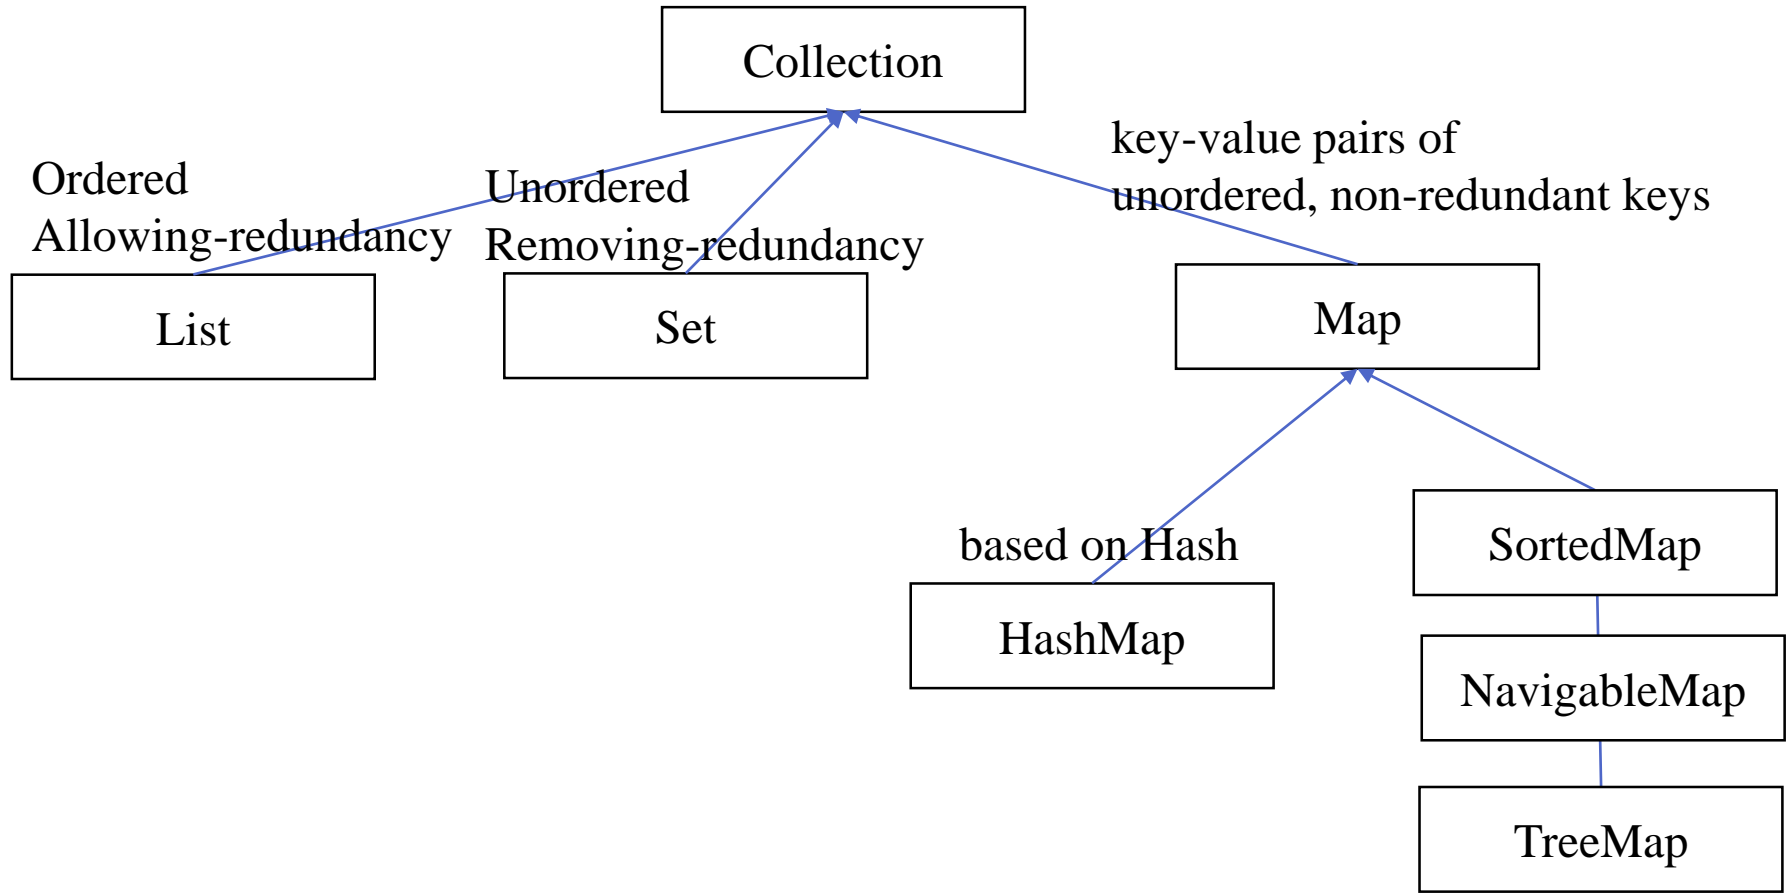 Collection
key-value pairs of
unordered, non-redundant keys
Ordered
Allowing-redundancy
Unordered
Removing-redundancy
List
Set
Map
based on Hash
HashMap
SortedMap
NavigableMap
TreeMap